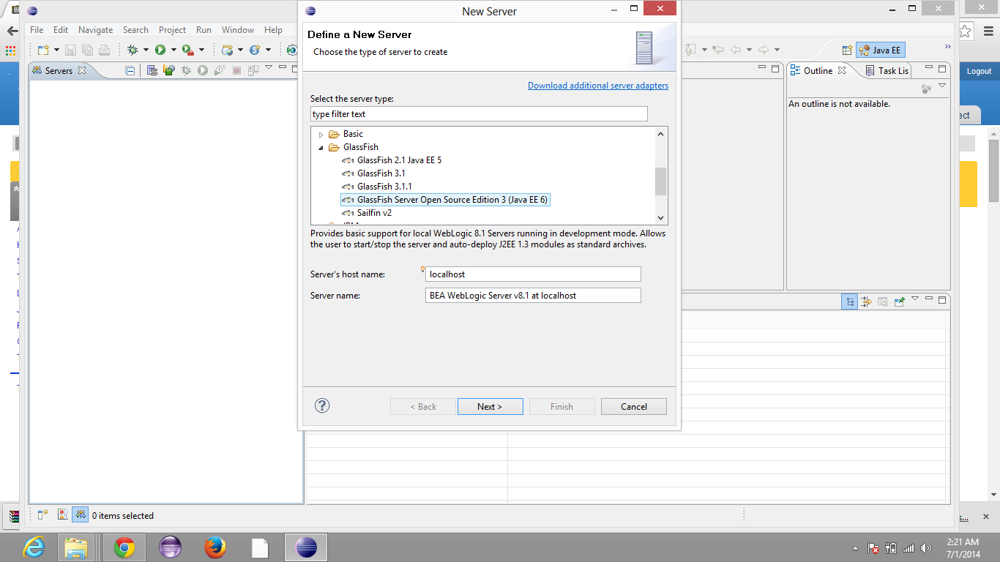 New Server
File Edit Navigate Search Project Run Window Help
Define a New Server
Choose the type of server to create
Java EE
Servers
Outline
Task Lis
Logout
Download additional server adapters
Select the server type:
An outline is not available.
type filter text
ect
Basic
GlassFish
GlassFish 2.1 Java EE 5
GlassFish 3.1
GlassFish 3.1.1
GlassFish Server Open Source Edition 3 (Java EE 6)
Sailfin v2
Provides basic support for local WebLogic 8.1 Servers running in development mode. Allows
the user to start/stop the server and auto-deploy J2EE 1.3 modules as standard archives.
Server's host name: localhost
Server name: BEA WebLogic Server v8.1 at localhost
< Back Next > Finish Cancel
0 items selected
s...
2:21 AM
7/1/2014